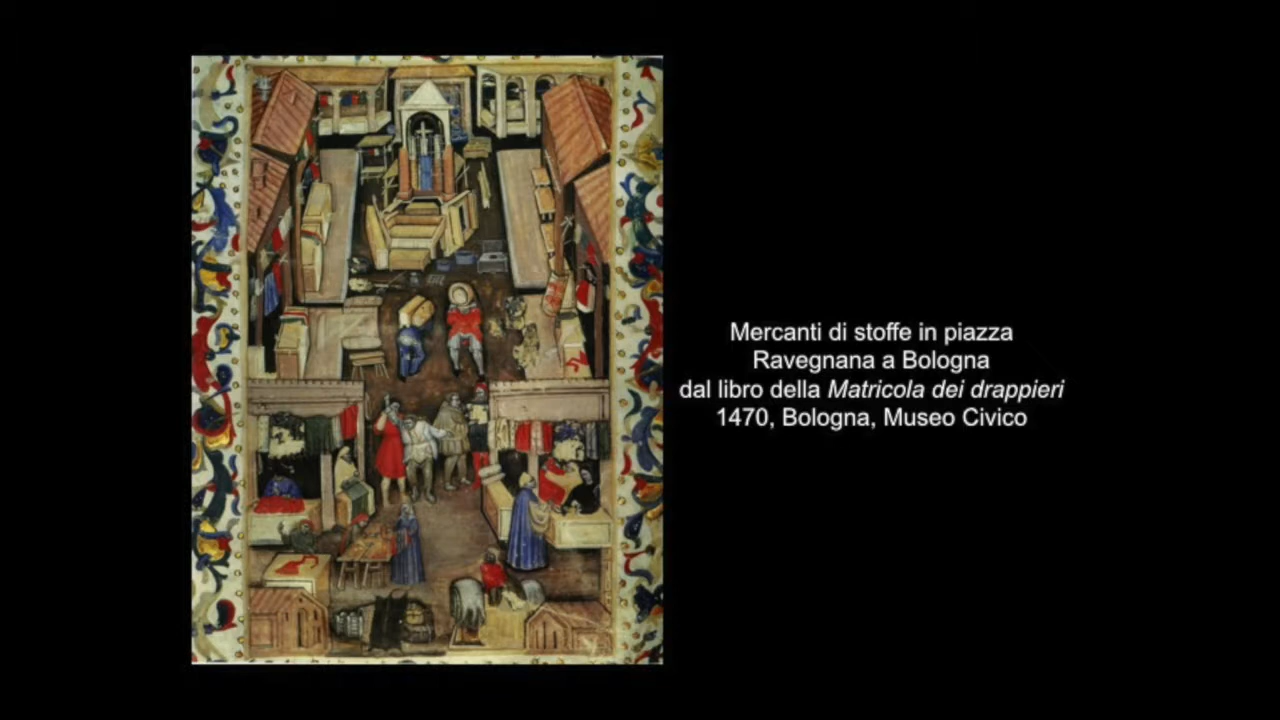 Mercanti di stoffe in piazza
Ravegnana a Bologna
dal libro della Matricola dei drappieri
1470, Bologna, Museo Civico